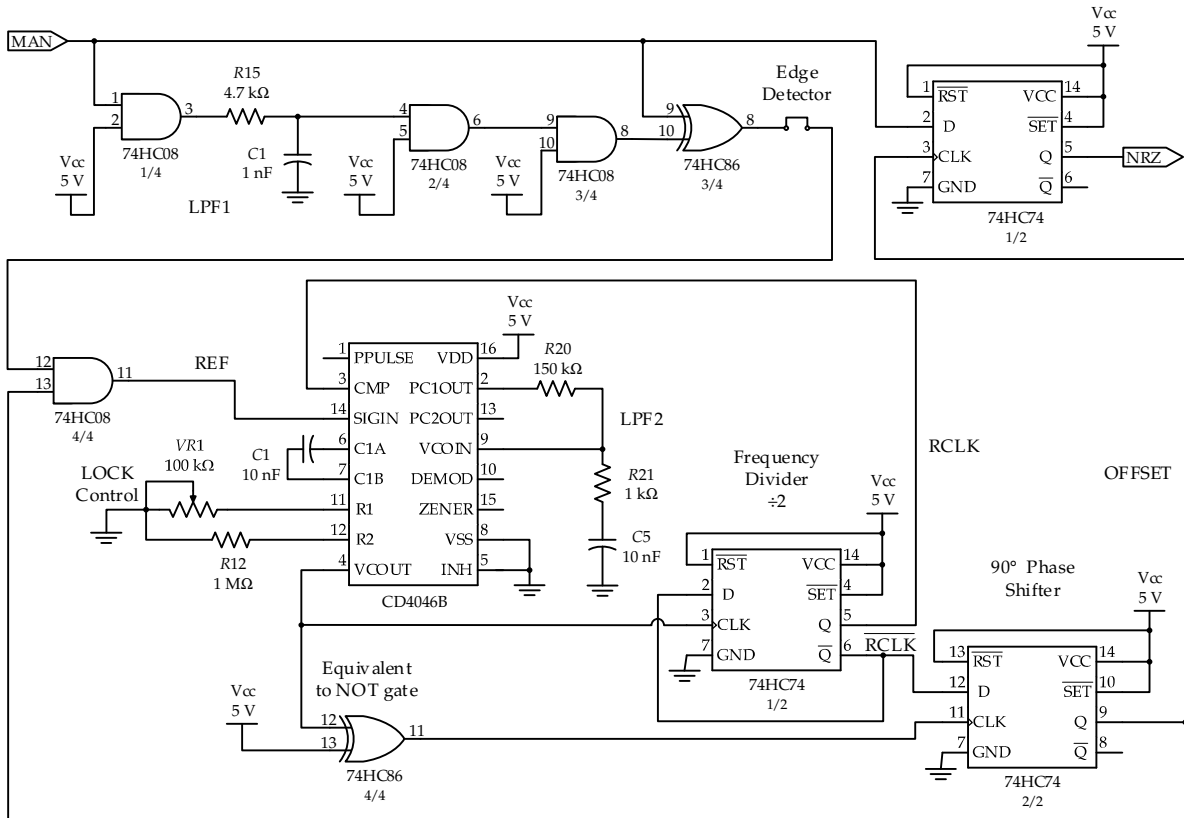 MAN
1
2
3
74HC08
1/4
Vcc
5 V
R15
4.7 kΩ
C1
1 nF
LPF1
4
5
6
74HC08
2/4
Vcc
5 V
9
10
8
74HC08
3/4
Vcc
5 V
9
10
8
74HC86
3/4
Edge
Detector
Vcc
5 V
1
RST
VCC
14
2
D
SET
4
3
CLK
Q
5
7
GND
Q
6
74HC74
1/2
NRZ
12
13
11
74HC08
4/4
REF
Vcc
5 V
1
PPULSE
VDD
16
3
CMP
PC1OUT
2
14
SIGIN
PC2OUT
13
6
C1A
VCOIN
9
7
C1B
DEMOD
10
11
R1
ZENER
15
12
R2
VSS
8
4
VCOUT
INH
5
CD4046B
C1
10 nF
VR1
100 kΩ
LOCK
Control
R12
1 MΩ
R20
150 kΩ
LPF2
R21
1 kΩ
C5
10 nF
RCLK
OFFSET
Frequency
Divider
÷2
Vcc
5 V
1
RST
VCC
14
2
D
SET
4
3
CLK
Q
5
7
GND
Q
6
74HC74
1/2
RCLK
90° Phase
Shifter
Vcc
5 V
13
RST
VCC
14
12
D
SET
10
11
CLK
Q
9
7
GND
Q
8
74HC74
2/2
Equivalent
to NOT gate
Vcc
5 V
12
13
11
74HC86
4/4